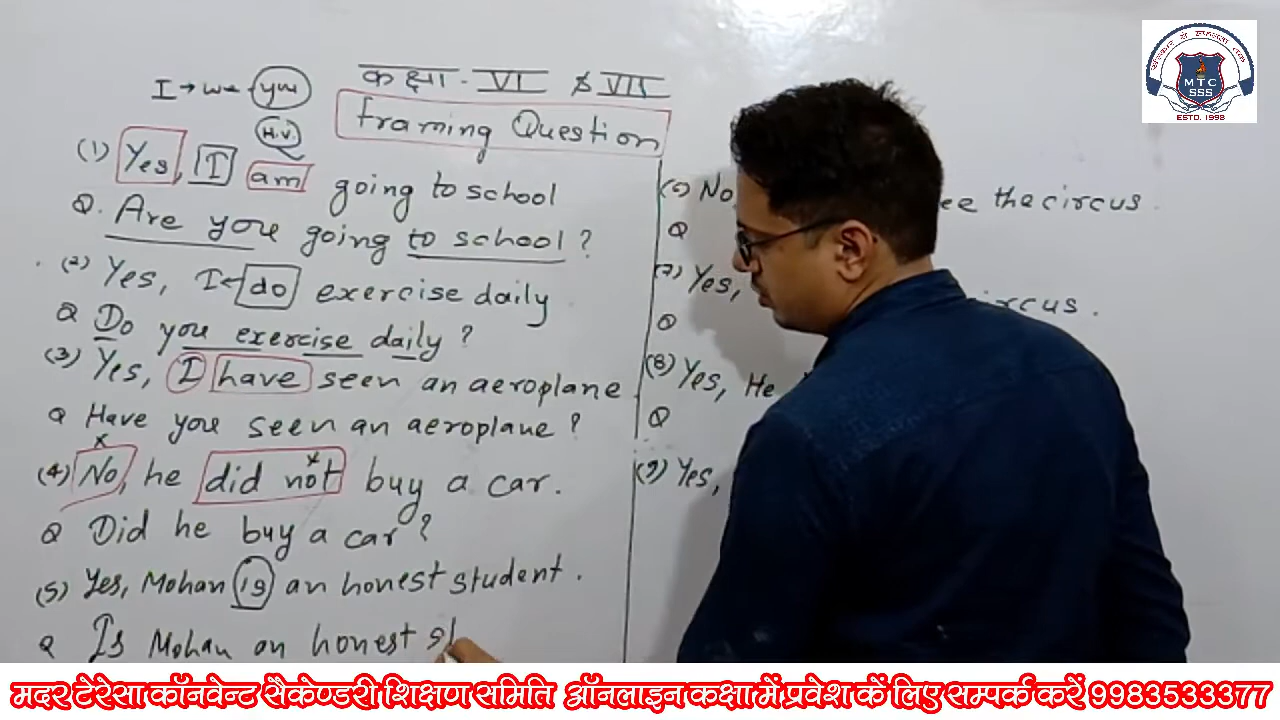 कक्षा - VI & VII
I → we - you
Framing Question
H.V.
(1) Yes, I am going to school
Q. Are you going to school ?
(2) Yes, I do exercise daily
Q Do you exercise daily ?
(3) Yes, I have seen an aeroplane
Q Have you seen an aeroplane ?
(4) No, he did not buy a car.
Q Did he buy a car ?
(5) Yes, Mohan is an honest student.
Q Is Mohan an honest
No, the circus.
Q
(7) Yes,
Q
(8) Yes, He
Q
(9) Yes,
MTC
SSS
ESTD. 1998
मदर टेरेसा कॉनवेन्ट सैकेण्डरी शिक्षण समिति ऑनलाइन कक्षा में प्रवेश कें लिए सम्पर्क करें 9983533377